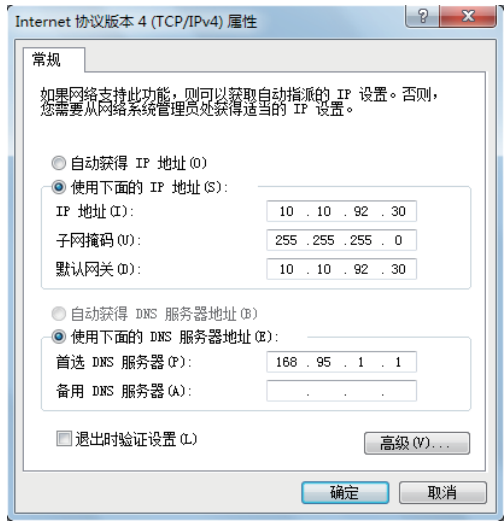 Internet 协议版本 4 (TCP/IPv4) 属性
常规
如果网络支持此功能，则可以获取自动指派的 IP 设置。否则，
您需要从网络系统管理员处获得适当的 IP 设置。
自动获得 IP 地址(O)
使用下面的 IP 地址(S):
IP 地址(I): 10 . 10 . 92 . 30
子网掩码(U): 255 .255 .255 . 0
默认网关(D): 10 . 10 . 92 . 30
自动获得 DNS 服务器地址(B)
使用下面的 DNS 服务器地址(E):
首选 DNS 服务器(P): 168 . 95 . 1 . 1
备用 DNS 服务器(A): . . .
退出时验证设置(L)
高级(V)...
确定 取消